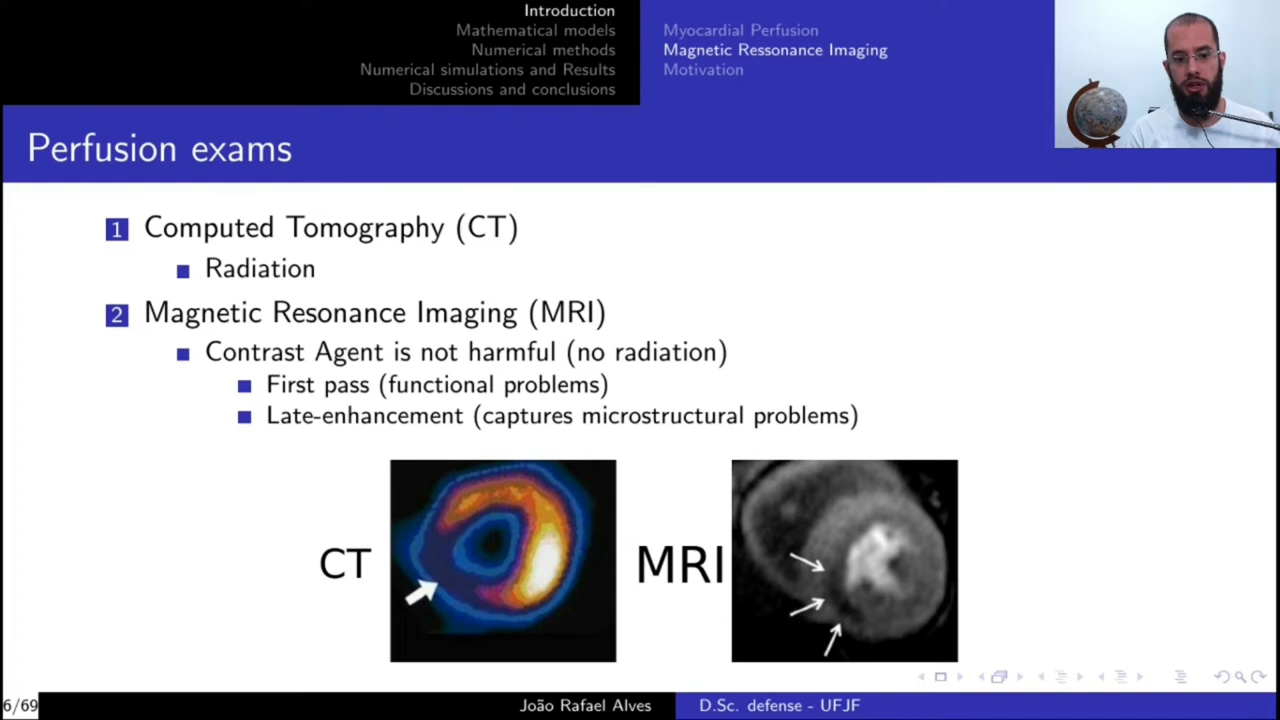 Introduction
Mathematical models
Numerical methods
Numerical simulations and Results
Discussions and conclusions
Myocardial Perfusion
Magnetic Ressonance Imaging
Motivation
Perfusion exams
1 Computed Tomography (CT)
Radiation
2 Magnetic Resonance Imaging (MRI)
Contrast Agent is not harmful (no radiation)
First pass (functional problems)
Late-enhancement (captures microstructural problems)
CT
MRI
6/69
João Rafael Alves
D.Sc. defense - UFJF